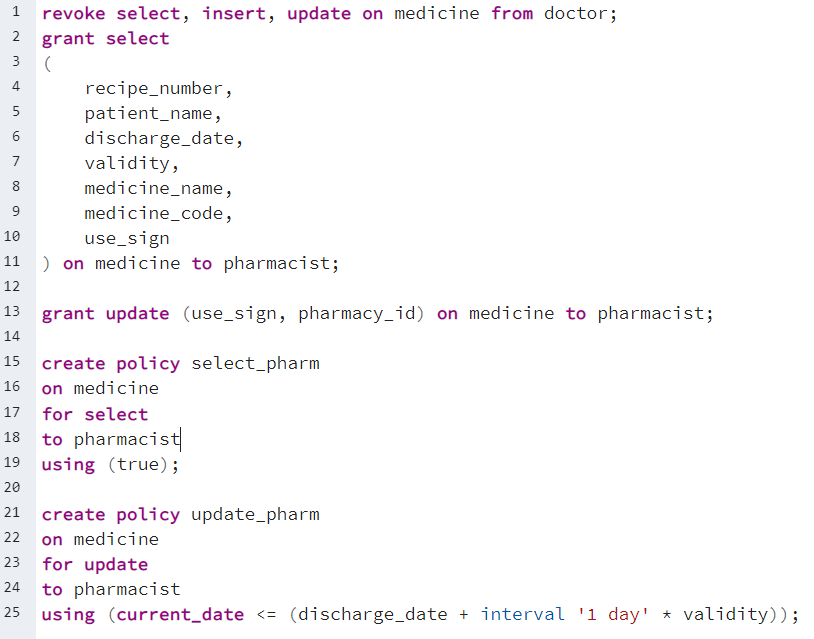 1 revoke select, insert, update on medicine from doctor;
2 grant select
3 (
4     recipe_number,
5     patient_name,
6     discharge_date,
7     validity,
8     medicine_name,
9     medicine_code,
10     use_sign
11 ) on medicine to pharmacist;
12
13 grant update (use_sign, pharmacy_id) on medicine to pharmacist;
14
15 create policy select_pharm
16 on medicine
17 for select
18 to pharmacist
19 using (true);
20
21 create policy update_pharm
22 on medicine
23 for update
24 to pharmacist
25 using (current_date <= (discharge_date + interval '1 day' * validity));